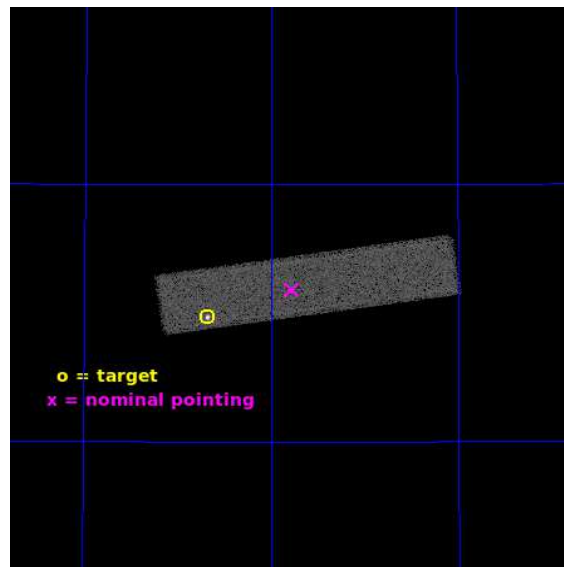 o = target
x = nominal pointing